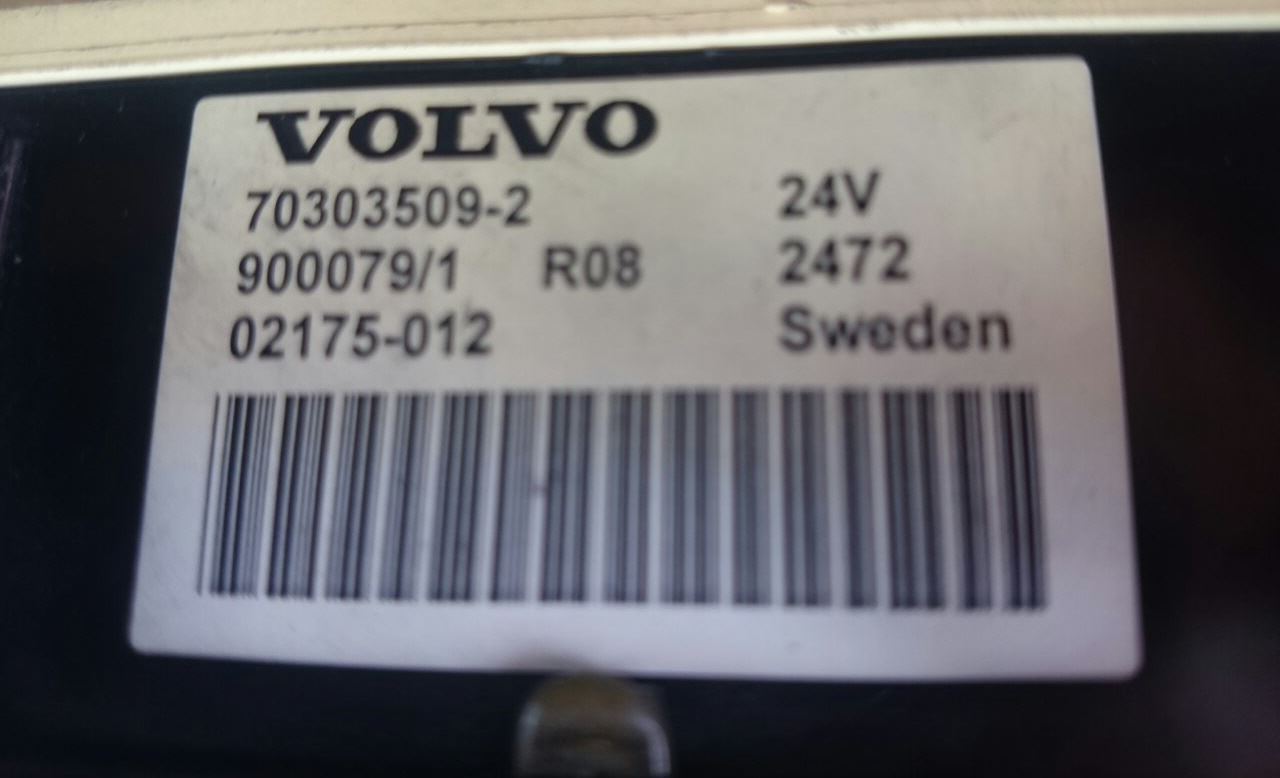 VOLVO
70303509-2 24V
900079/1 R08 2472
02175-012 Sweden